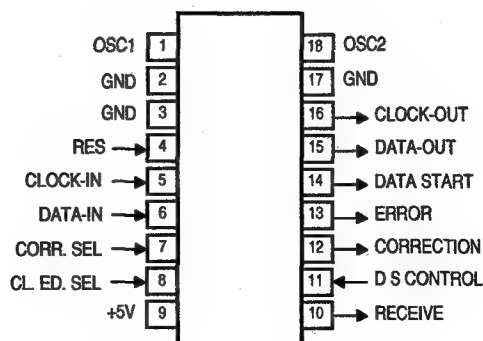 OSC1 1
GND 2
GND 3
RES 4
CLOCK-IN 5
DATA-IN 6
CORR. SEL 7
CL. ED. SEL 8
+5V 9
18 OSC2
17 GND
16 CLOCK-OUT
15 DATA-OUT
14 DATA START
13 ERROR
12 CORRECTION
11 D S CONTROL
10 RECEIVE